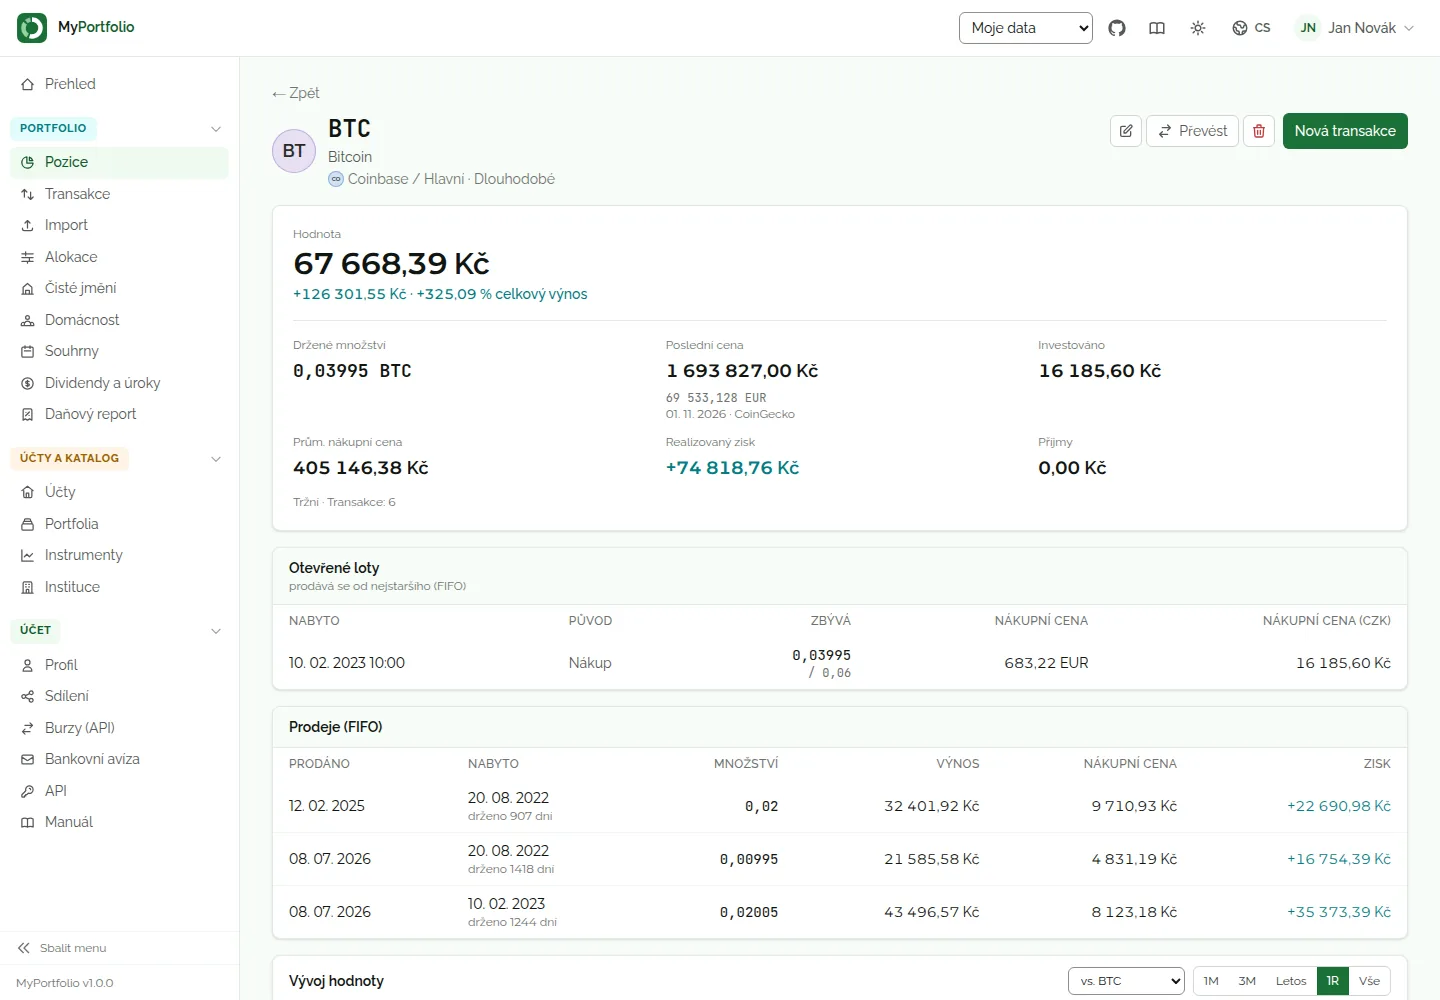 MyPortfolio
Moje data
CS
JN
Jan Novák
Přehled
PORTFOLIO
Pozice
Transakce
Import
Alokace
Čisté jmění
Domácnost
Souhrny
Dividendy a úroky
Daňový report
ÚČTY A KATALOG
Účty
Portfolia
Instrumenty
Instituce
ÚČET
Profil
Sdílení
Burzy (API)
Bankovní avíza
API
Manuál
Sbalit menu
MyPortfolio v1.0.0
← Zpět
BT
BTC
Bitcoin
CO Coinbase / Hlavní · Dlouhodobé
Převést
Nová transakce
Hodnota
67 668,39 Kč
+126 301,55 Kč · +325,09 % celkový výnos
Držené množství
0,03995 BTC
Poslední cena
1 693 827,00 Kč
69 533,128 EUR
01. 11. 2026 · CoinGecko
Investováno
16 185,60 Kč
Prům. nákupní cena
405 146,38 Kč
Realizovaný zisk
+74 818,76 Kč
Příjmy
0,00 Kč
Tržní · Transakce: 6
Otevřené loty
prodává se od nejstaršího (FIFO)
NABYTO PŮVOD ZBÝVÁ NÁKUPNÍ CENA NÁKUPNÍ CENA (CZK)
10. 02. 2023 10:00 Nákup 0,03995 683,22 EUR 16 185,60 Kč
/ 0,06
Prodeje (FIFO)
PRODÁNO NABYTO MNOŽSTVÍ VÝNOS NÁKUPNÍ CENA ZISK
12. 02. 2025 20. 08. 2022 0,02 32 401,92 Kč 9 710,93 Kč +22 690,98 Kč
drženo 907 dní
08. 07. 2026 20. 08. 2022 0,00995 21 585,58 Kč 4 831,19 Kč +16 754,39 Kč
drženo 1418 dní
08. 07. 2026 10. 02. 2023 0,02005 43 496,57 Kč 8 123,18 Kč +35 373,39 Kč
drženo 1244 dní
Vývoj hodnoty
vs. BTC
1M 3M Letos 1R Vše